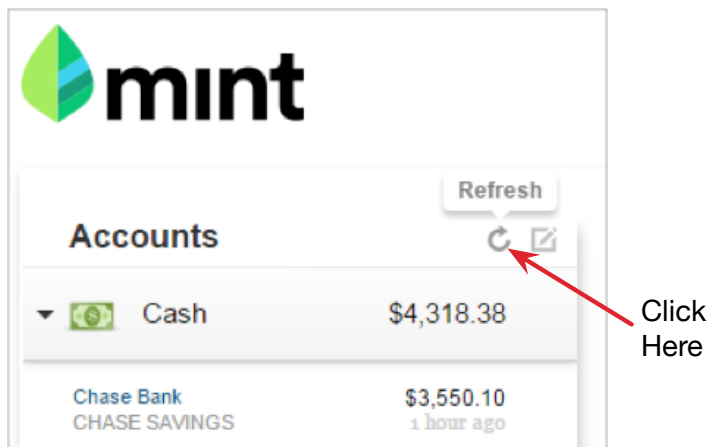 mint
Refresh
Accounts
Cash $4,318.38
Click
Here
Chase Bank $3,550.10
CHASE SAVINGS 1 hour ago